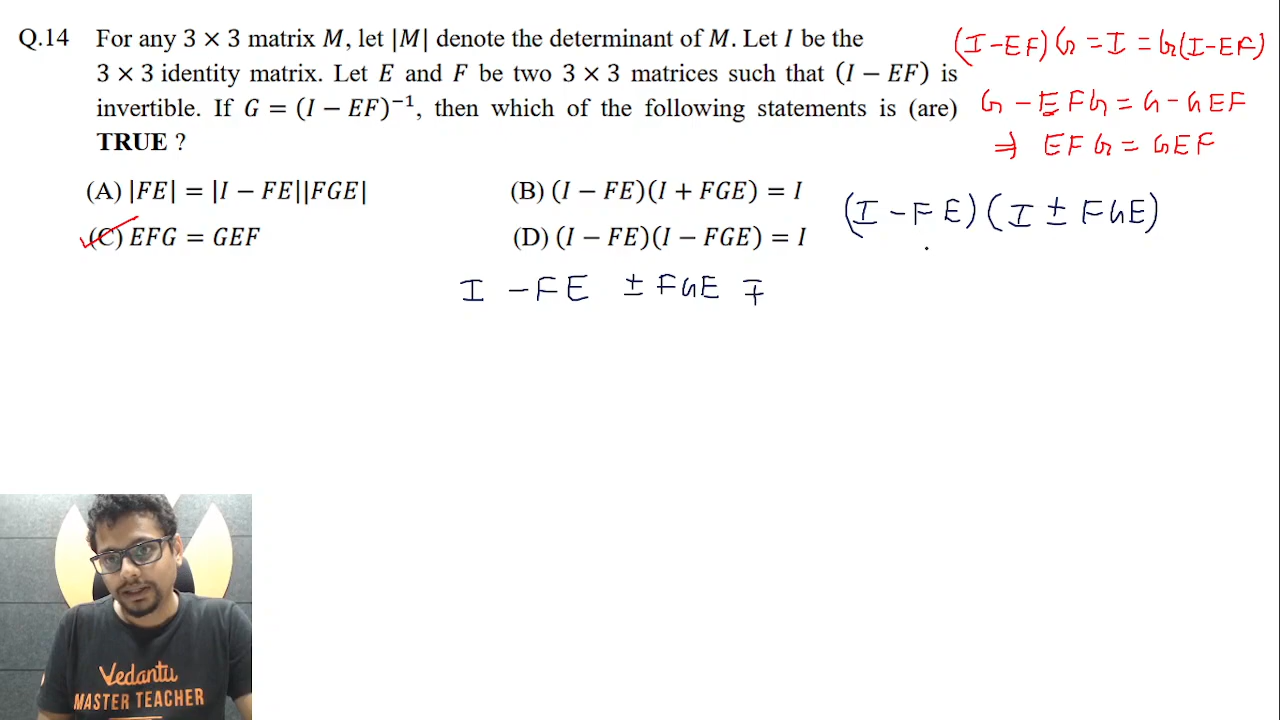 Q.14 For any 3 × 3 matrix M, let |M| denote the determinant of M. Let I be the
3 × 3 identity matrix. Let E and F be two 3 × 3 matrices such that (I − EF) is
invertible. If G = (I − EF)⁻¹, then which of the following statements is (are)
TRUE ?
(A) |FE| = |I − FE||FGE| (B) (I − FE)(I + FGE) = I
(C) EFG = GEF (D) (I − FE)(I − FGE) = I
(I-EF)G = I = G(I-EF)
G - EFG = G - GEF
⇒ EFG = GEF
(I - FE)(I ± FGE)
I - FE ± FGE ∓
Vedantu
MASTER TEACHER